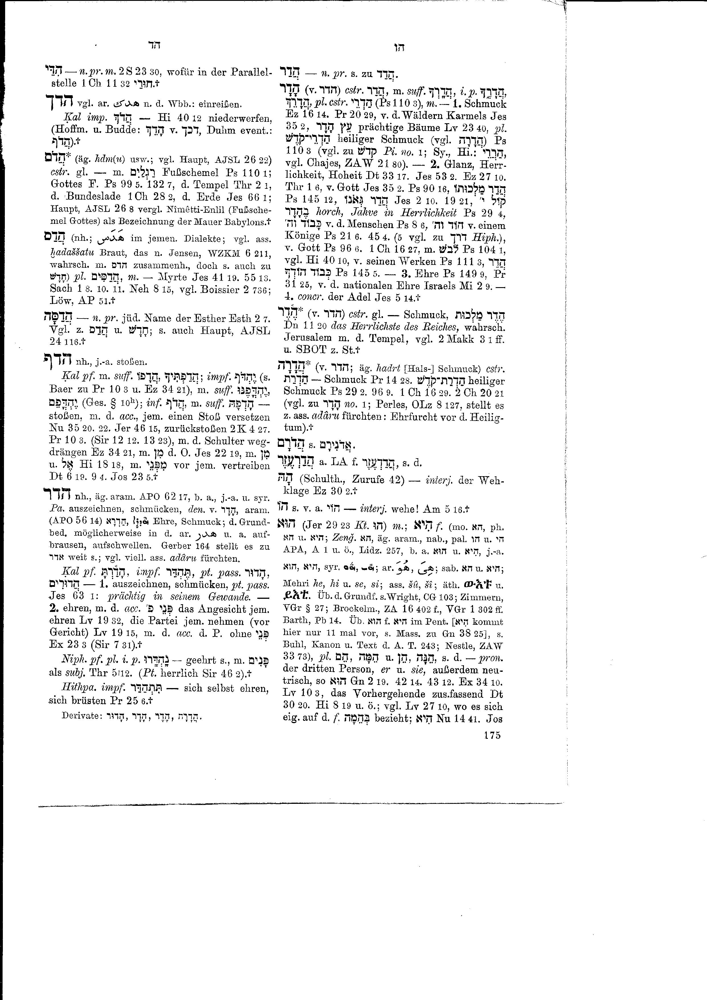 הד
הו
הִדַּי — n. pr. m. 2 S 23 30, wofür in der Parallel-
stelle 1 Ch 11 32 חוּרַי.†
הדך vgl. ar. هدك n. d. Wbb.: einreißen.
Kal imp. הֲדֹךְ — Hi 40 12 niederwerfen,
(Hoffm. u. Budde: הָדֵךְ v. דכך, Duhm event.:
הֲדֹף).†
הֲדֹם* (äg. hdm(u) usw.; vgl. Haupt, AJSL 26 22)
cstr. gl. — m. רַגְלַיִם Fußschemel Ps 110 1;
Gottes F. Ps 99 5. 132 7, d. Tempel Thr 2 1,
d. Bundeslade 1 Ch 28 2, d. Erde Jes 66 1;
Haupt, AJSL 26 8 vergl. Nîmêtti-Enlil (Fußsche-
mel Gottes) als Bezeichnung der Mauer Babylons.†
הֲדַס (nh.; هَدَس im jemen. Dialekte; vgl. ass.
ḫadaššatu Braut, das n. Jensen, WZKM 6 211,
wahrsch. m. הדס zusammenh., doch s. auch zu
חָדָשׁ) pl. הֲדַסִּים, m. — Myrte Jes 41 19. 55 13.
Sach 1 8. 10. 11. Neh 8 15, vgl. Boissier 2 736;
Löw, AP 51.†
הֲדַסָּה — n. pr. jüd. Name der Esther Esth 2 7.
Vgl. z. הֲדַס u. חָדָשׁ; s. auch Haupt, AJSL
24 116.†
הדף nh., j.-a. stoßen.
Kal pf. m. suff. הֲדָפוֹ, הֲדַפְתִּיךָ; impf. יֶהְדֹּף (s.
Baer zu Pr 10 3 u. Ez 34 21), m. suff. יֶהְדֳּפֶנּוּ,
יֶהְדֳּפֵם (Ges. § 10h); inf. הֲדֹף, m. suff. הָדְפָהּ —
stoßen, m. d. acc., jem. einen Stoß versetzen
Nu 35 20. 22. Jer 46 15, zurückstoßen 2 K 4 27.
Pr 10 3. (Sir 12 12. 13 23), m. d. Schulter weg-
drängen Ez 34 21, m. מִן d. O. Jes 22 19, m. מִן
u. אֶל Hi 18 18, m. מִפְּנֵי vor jem. vertreiben
Dt 6 19. 9 4. Jos 23 5.†
הדר nh., äg. aram. APO 62 17, b. a., j.-a. u. syr.
Pa. auszeichnen, schmücken, den. v. הָדָר, aram.
(APO 56 14) הַדְרָא, ܗܕܪܐ Ehre, Schmuck; d. Grund-
bed. möglicherweise in d. ar. هدر u. a. auf-
brausen, aufschwellen. Gerber 164 stellt es zu
אדר weit s.; vgl. viell. ass. adâru fürchten.
Kal pf. הָדַרְתָּ, impf. תֶּהְדַּר, pt. pass. הָדוּר,
הֲדוּרִים — 1. auszeichnen, schmücken, pt. pass.
Jes 63 1: prächtig in seinem Gewande. —
2. ehren, m. d. acc. פְּנֵי פ׳ das Angesicht jem.
ehren Lv 19 32, die Partei jem. nehmen (vor
Gericht) Lv 19 15, m. d. acc. d. P. ohne פְּנֵי
Ex 23 3 (Sir 7 31).†
Niph. pf. pl. i. p. נֶהְדָּרוּ — geehrt s., m. פָּנִים
als subj. Thr 5 12. (Pt. herrlich Sir 46 2).†
Hithpa. impf. תִּתְהַדַּר — sich selbst ehren,
sich brüsten Pr 25 6.†
Derivate: הָדוּר, הָדָר, הֶדֶר, הֲדָרָה.
הֲדַר — n. pr. s. zu הֲדַד.
הָדָר (v. הדר) cstr. הֲדַר, m. suff. הֲדָרְךָ, i. p. הֲדָרֶךָ,
הֲדָרֵךְ, pl. cstr. הַדְרֵי (Ps 110 3), m. — 1. Schmuck
Ez 16 14. Pr 20 29, v. d. Wäldern Karmels Jes
35 2, עֵץ הָדָר prächtige Bäume Lv 23 40, pl.
הַדְרֵי־קֹדֶשׁ heiliger Schmuck (vgl. הֲדָרָה) Ps
110 3 (vgl. zu קדשׁ Pi. no. 1; Sy., Hi.: הַרְרֵי,
vgl. Chajes, ZAW 21 80). — 2. Glanz, Herr-
lichkeit, Hoheit Dt 33 17. Jes 53 2. Ez 27 10.
Thr 1 6, v. Gott Jes 35 2. Ps 90 16, הֲדַר מַלְכוּתוֹ
Ps 145 12, הֲדַר גְּאֹנוֹ Jes 2 10. 19 21, קוֹל י׳
בֶּהָדָר horch, Jahve in Herrlichkeit Ps 29 4,
כָּבוֹד וה׳ v. d. Menschen Ps 8 6, הוֹד וה׳ v. einem
Könige Ps 21 6. 45 4. (5 vgl. zu דרך Hiph.),
v. Gott Ps 96 6. 1 Ch 16 27, m. לבשׁ Ps 104 1,
vgl. Hi 40 10, v. seinen Werken Ps 111 3, הֲדַר
כְּבוֹד הוֹדֶךָ Ps 145 5. — 3. Ehre Ps 149 9, Pr
31 25, v. d. nationalen Ehre Israels Mi 2 9. —
4. concr. der Adel Jes 5 14.†
הֶדֶר* (v. הדר) cstr. gl. — Schmuck, הֶדֶר מַלְכוּת
Dn 11 20 das Herrlichste des Reiches, wahrsch.
Jerusalem m. d. Tempel, vgl. 2 Makk 3 1 ff.
u. SBOT z. St.†
הֲדָרָה* (v. הדר; äg. hadrt [Hals-] Schmuck) cstr.
הַדְרַת — Schmuck Pr 14 28. הַדְרַת־קֹדֶשׁ heiliger
Schmuck Ps 29 2. 96 9. 1 Ch 16 29. 2 Ch 20 21
(vgl. zu הָדָר no. 1; Perles, OLz 8 127, stellt es
z. ass. adâru fürchten: Ehrfurcht vor d. Heilig-
tum).†
הֲדֹרָם s. אֲדֹנִירָם.
הֲדַרְעֶזֶר a. LA f. הֲדַדְעֶזֶר, s. d.
הָהּ (Schulth., Zurufe 42) — interj. der Weh-
klage Ez 30 2.†
הוֹ s. v. a. הוֹי — interj. wehe! Am 5 16.†
הוּא (Jer 29 23 Kt. הו) m.; הִיא f. (mo. הא, ph.
הא u. היא; Zenğ. הא, äg. aram., nab., pal. הו u. הי
APA, A 1 u. ö., Lidz. 257, b. a. הוּא u. הִיא, j.-a.
הוּא, הִיא, syr. ܗܘ, ܗܝ; ar. هُوَ, هِيَ; sab. הא u. היא;
Mehri he, hi u. se, si; ass. šû, šî; äth. ውእቱ u.
ይእቲ. Üb. d. Grundf. s. Wright, CG 103; Zimmern,
VGr § 27; Brockelm., ZA 16 402 f., VGr 1 302 ff.
Barth, Pb 14. Üb. הוא f. היא im Pent. [הִיא kommt
hier nur 11 mal vor, s. Mass. zu Gn 38 25], s.
Buhl, Kanon u. Text d. A. T. 243; Nestle, ZAW
33 73), pl. הֵם, הֵמָּה u. הֵן, הֵנָּה, s. d. — pron.
der dritten Person, er u. sie, außerdem neu-
trisch, so הוּא Gn 2 19. 42 14. 43 12. Ex 34 10.
Lv 10 3, das Vorhergehende zus.fassend Dt
30 20. Hi 8 19 u. ö.; vgl. Lv 27 10, wo es sich
eig. auf d. f. בְּהֵמָה bezieht; הִיא Nu 14 41. Jos
175